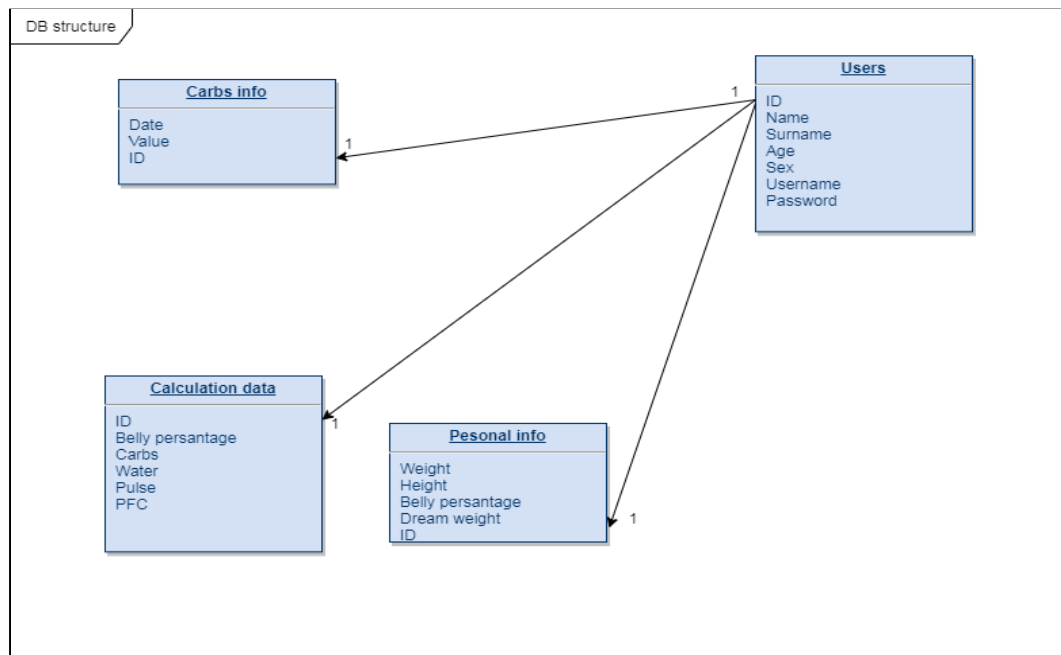 DB structure
Carbs info
Date
Value
ID
1
1
Users
ID
Name
Surname
Age
Sex
Username
Password
Calculation data
ID
Belly persantage
Carbs
Water
Pulse
PFC
1
Pesonal info
Weight
Height
Belly persantage
Dream weight
ID
1